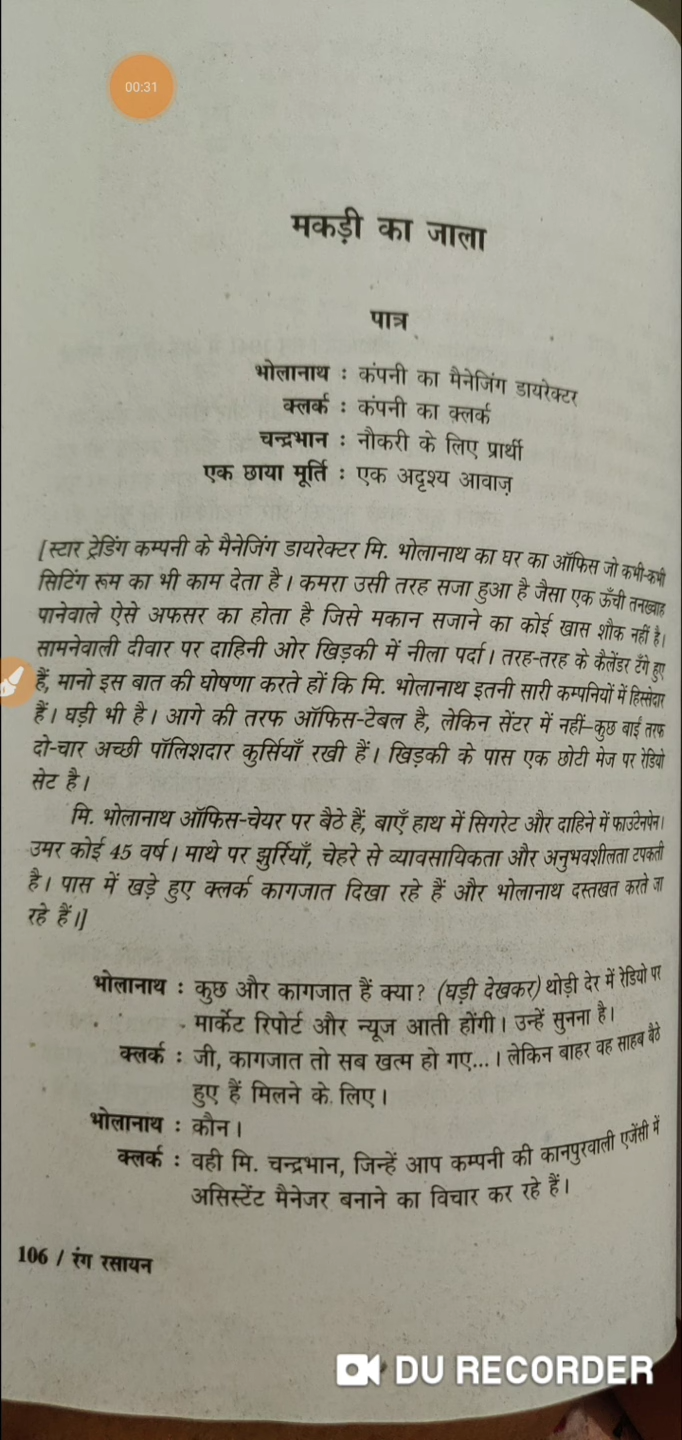 00:31
मकड़ी का जाला
पात्र
भोलानाथ : कंपनी का मैनेजिंग डायरेक्टर
क्लर्क : कंपनी का क़्लर्क
चन्द्रभान : नौकरी के लिए प्रार्थी
एक छाया मूर्ति : एक अदृश्य आवाज़
[स्टार ट्रेडिंग कम्पनी के मैनेजिंग डायरेक्टर मि. भोलानाथ का घर का ऑफिस जो कभी-कभी
सिटिंग रूम का भी काम देता है। कमरा उसी तरह सजा हुआ है जैसा एक ऊँची तनख्वाह
पानेवाले ऐसे अफसर का होता है जिसे मकान सजाने का कोई खास शौक नहीं है।
सामनेवाली दीवार पर दाहिनी ओर खिड़की में नीला पर्दा। तरह-तरह के कैलेंडर टँगे हुए
हैं, मानो इस बात की घोषणा करते हों कि मि. भोलानाथ इतनी सारी कम्पनियों में हिस्सेदार
हैं। घड़ी भी है। आगे की तरफ ऑफिस-टेबल है, लेकिन सेंटर में नहीं–कुछ बाईं तरफ
दो-चार अच्छी पॉलिशदार कुर्सियाँ रखी हैं। खिड़की के पास एक छोटी मेज पर रेडियो
सेट है।
मि. भोलानाथ ऑफिस-चेयर पर बैठे हैं, बाएँ हाथ में सिगरेट और दाहिने में फाउंटेनपेन।
उमर कोई 45 वर्ष। माथे पर झुर्रियाँ, चेहरे से व्यावसायिकता और अनुभवशीलता टपकती
है। पास में खड़े हुए क्लर्क कागजात दिखा रहे हैं और भोलानाथ दस्तखत करते जा
रहे हैं।]
भोलानाथ : कुछ और कागजात हैं क्या? (घड़ी देखकर) थोड़ी देर में रेडियो पर
मार्केट रिपोर्ट और न्यूज आती होंगी। उन्हें सुनना है।
क्लर्क : जी, कागजात तो सब खत्म हो गए...। लेकिन बाहर वह साहब बैठे
हुए हैं मिलने के लिए।
भोलानाथ : कौन।
क्लर्क : वही मि. चन्द्रभान, जिन्हें आप कम्पनी की कानपुरवाली एजेंसी में
असिस्टेंट मैनेजर बनाने का विचार कर रहे हैं।
106 / रंग रसायन
DU RECORDER